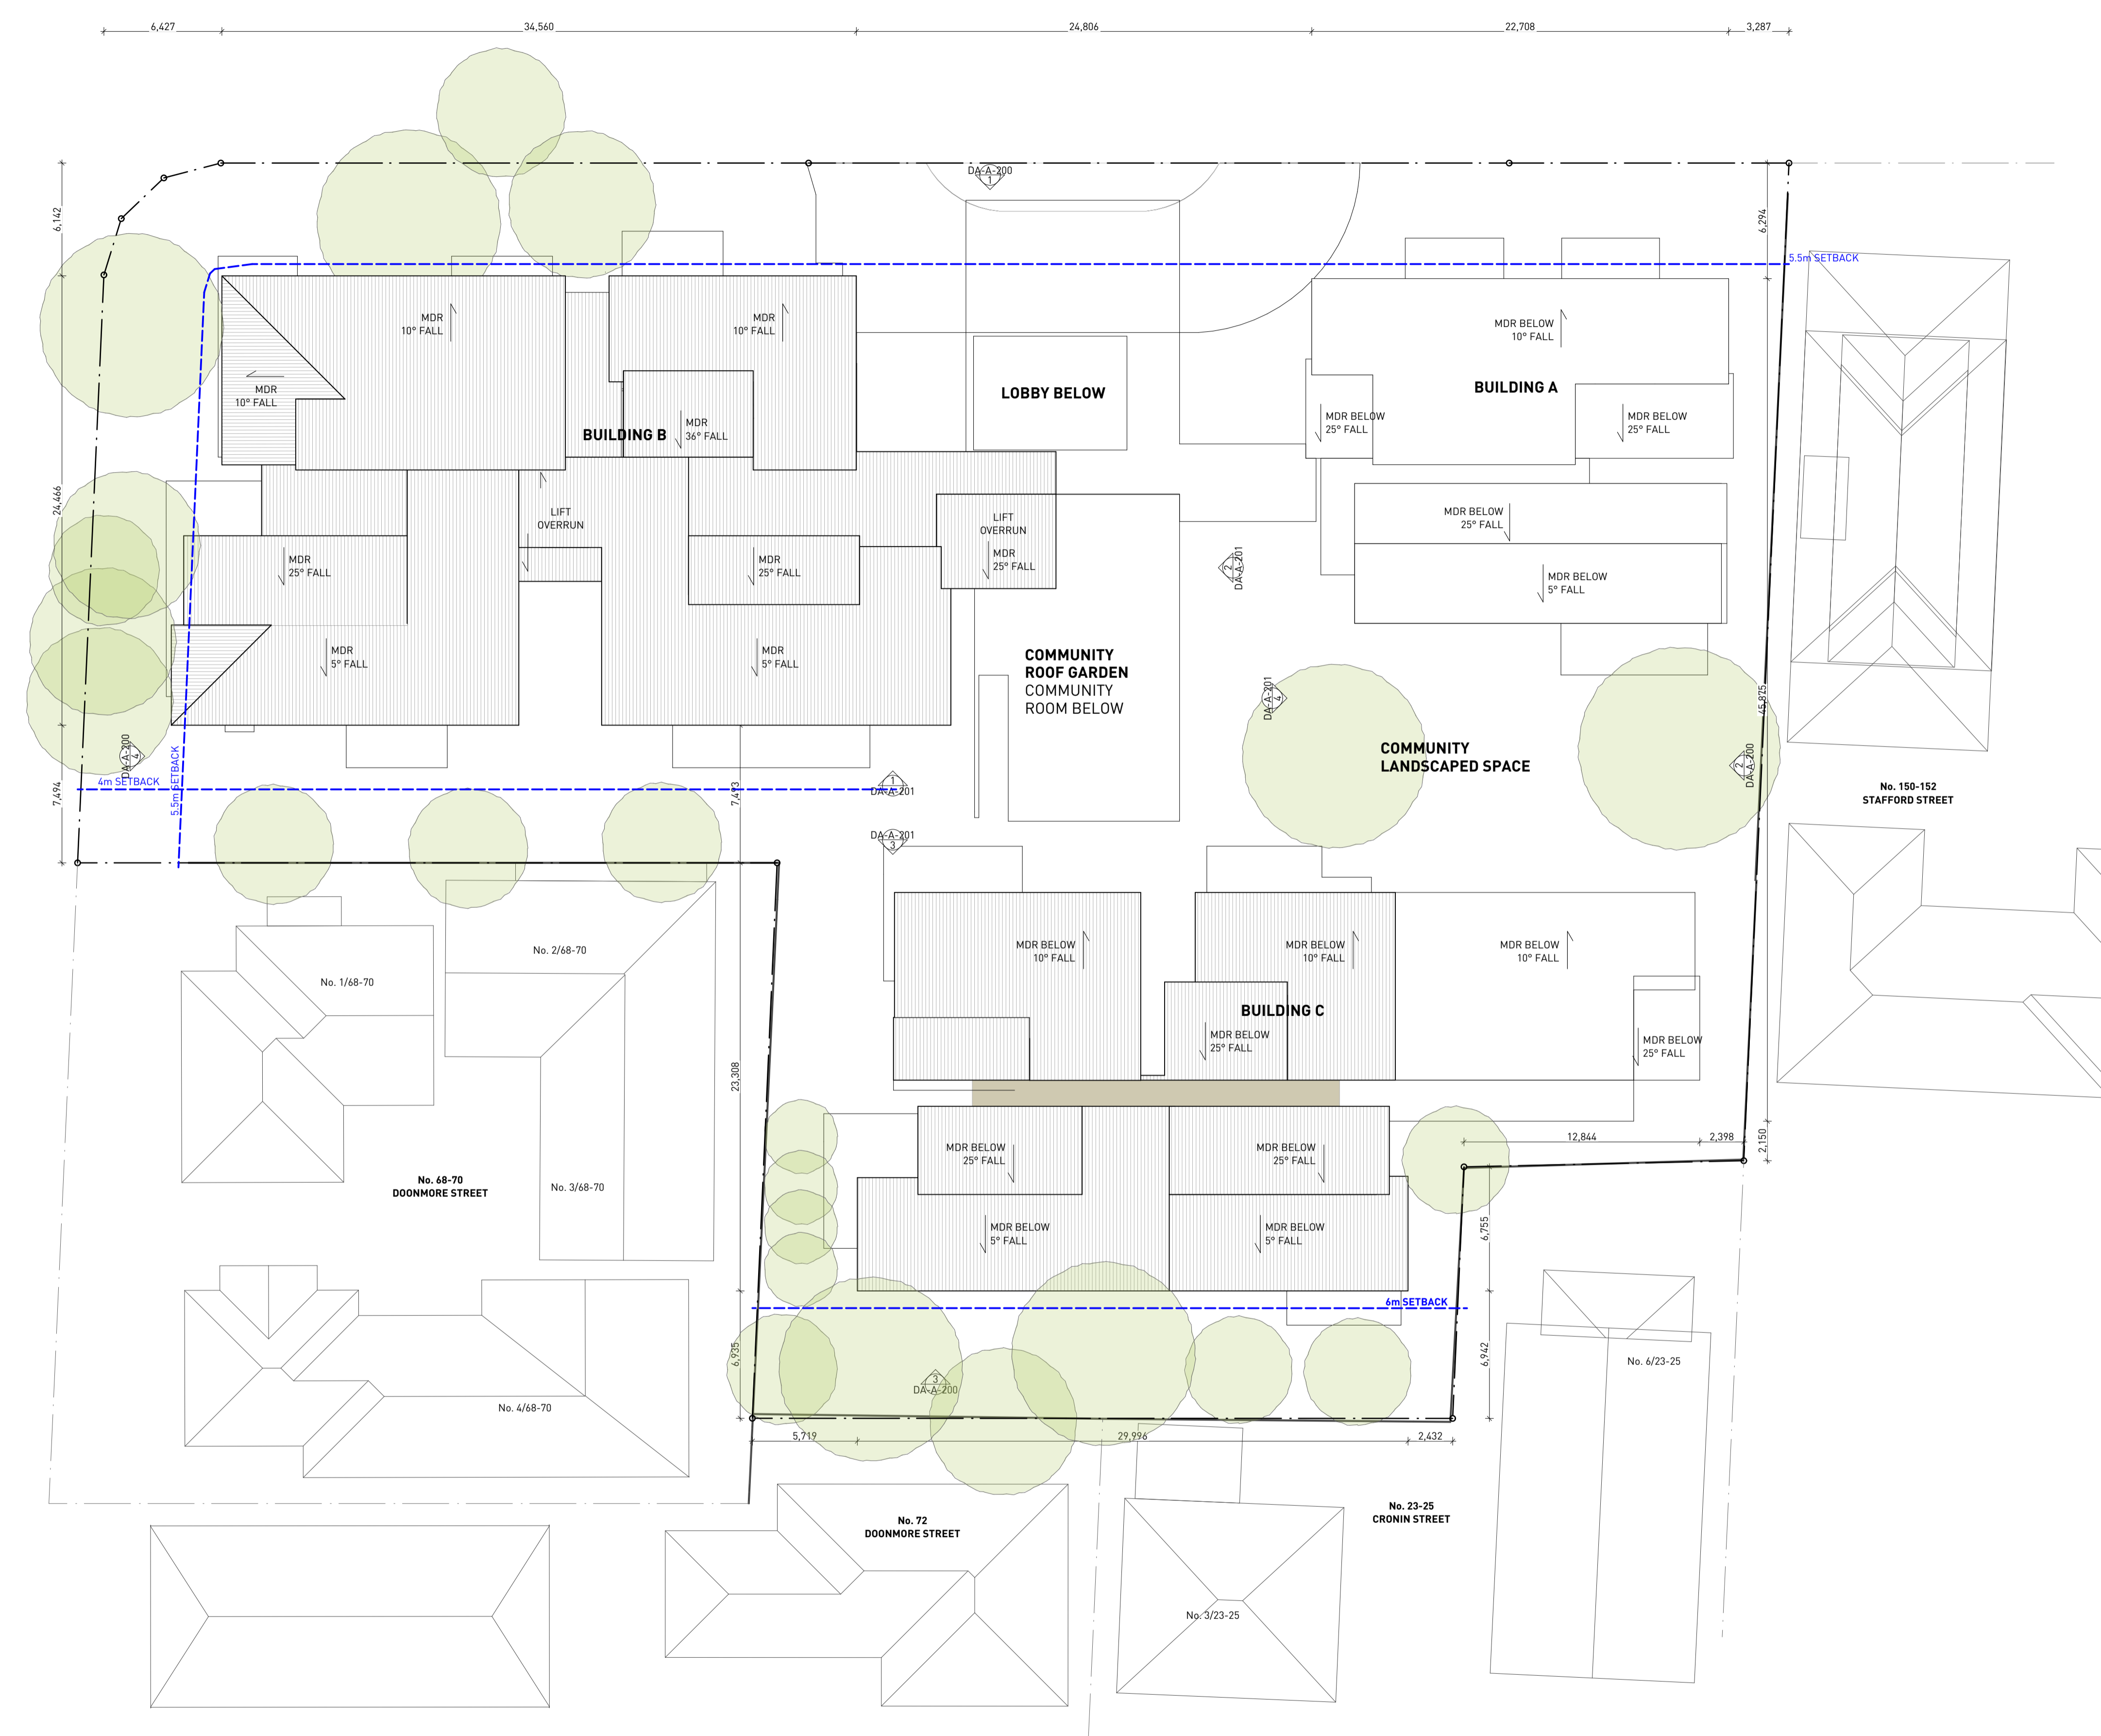 6,427
34,560
24,806
22,708
3,287
DA-A-200
1
6,142
6,294
5.5m SETBACK
MDR
10° FALL
MDR
10° FALL
MDR BELOW
10° FALL
MDR
10° FALL
LOBBY BELOW
BUILDING A
MDR BELOW
25° FALL
MDR BELOW
25° FALL
BUILDING B
MDR
36° FALL
24,466
LIFT
OVERRUN
LIFT
OVERRUN
MDR
25° FALL
MDR BELOW
25° FALL
MDR
25° FALL
MDR
25° FALL
2
DA-A-201
MDR BELOW
5° FALL
MDR
5° FALL
MDR
5° FALL
COMMUNITY
ROOF GARDEN
COMMUNITY
ROOM BELOW
DA-A-201
4
45,875
DA-A-200
4
COMMUNITY
LANDSCAPED SPACE
2
DA-A-200
4m SETBACK
5.5m SETBACK
7,494
7,493
1
DA-A-201
No. 150-152
STAFFORD STREET
DA-A-201
3
No. 2/68-70
No. 1/68-70
MDR BELOW
10° FALL
MDR BELOW
10° FALL
MDR BELOW
10° FALL
BUILDING C
MDR BELOW
25° FALL
MDR BELOW
25° FALL
23,308
12,844
2,398
2,150
MDR BELOW
25° FALL
MDR BELOW
25° FALL
No. 68-70
DOONMORE STREET
No. 3/68-70
MDR BELOW
5° FALL
MDR BELOW
5° FALL
6,755
6m SETBACK
6,935
6,942
No. 6/23-25
3
DA-A-200
No. 4/68-70
5,719
29,996
2,432
No. 72
DOONMORE STREET
No. 23-25
CRONIN STREET
No. 3/23-25